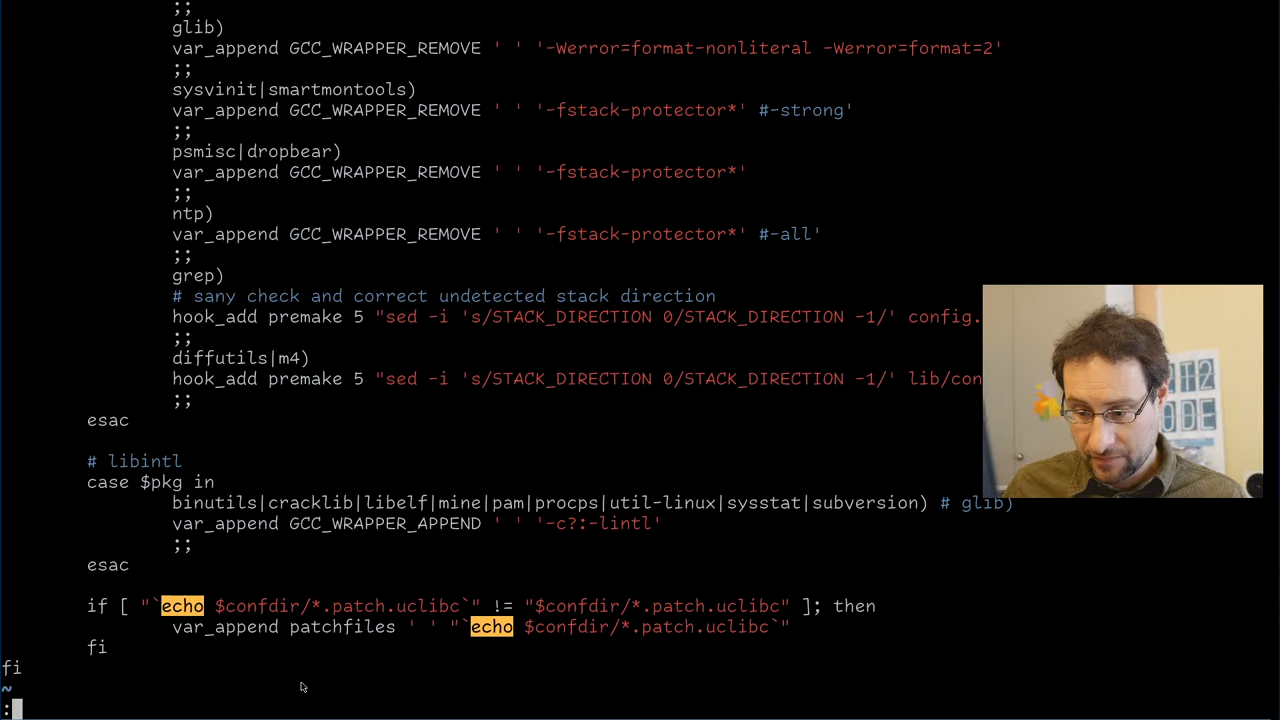 ;;
glib)
var_append GCC_WRAPPER_REMOVE ' ' '-Werror=format-nonliteral -Werror=format=2'
;;
sysvinit|smartmontools)
var_append GCC_WRAPPER_REMOVE ' ' '-fstack-protector*' #-strong'
;;
psmisc|dropbear)
var_append GCC_WRAPPER_REMOVE ' ' '-fstack-protector*'
;;
ntp)
var_append GCC_WRAPPER_REMOVE ' ' '-fstack-protector*' #-all'
;;
grep)
# sany check and correct undetected stack direction
hook_add premake 5 "sed -i 's/STACK_DIRECTION 0/STACK_DIRECTION -1/' config.
;;
diffutils|m4)
hook_add premake 5 "sed -i 's/STACK_DIRECTION 0/STACK_DIRECTION -1/' lib/con
;;
esac
# libintl
case $pkg in
binutils|cracklib|libelf|mine|pam|procps|util-linux|sysstat|subversion) # glib)
var_append GCC_WRAPPER_APPEND ' ' '-c?:-lintl'
;;
esac
if [ "`echo $confdir/*.patch.uclibc`" != "$confdir/*.patch.uclibc" ]; then
var_append patchfiles ' ' "`echo $confdir/*.patch.uclibc`"
fi
fi
~
: